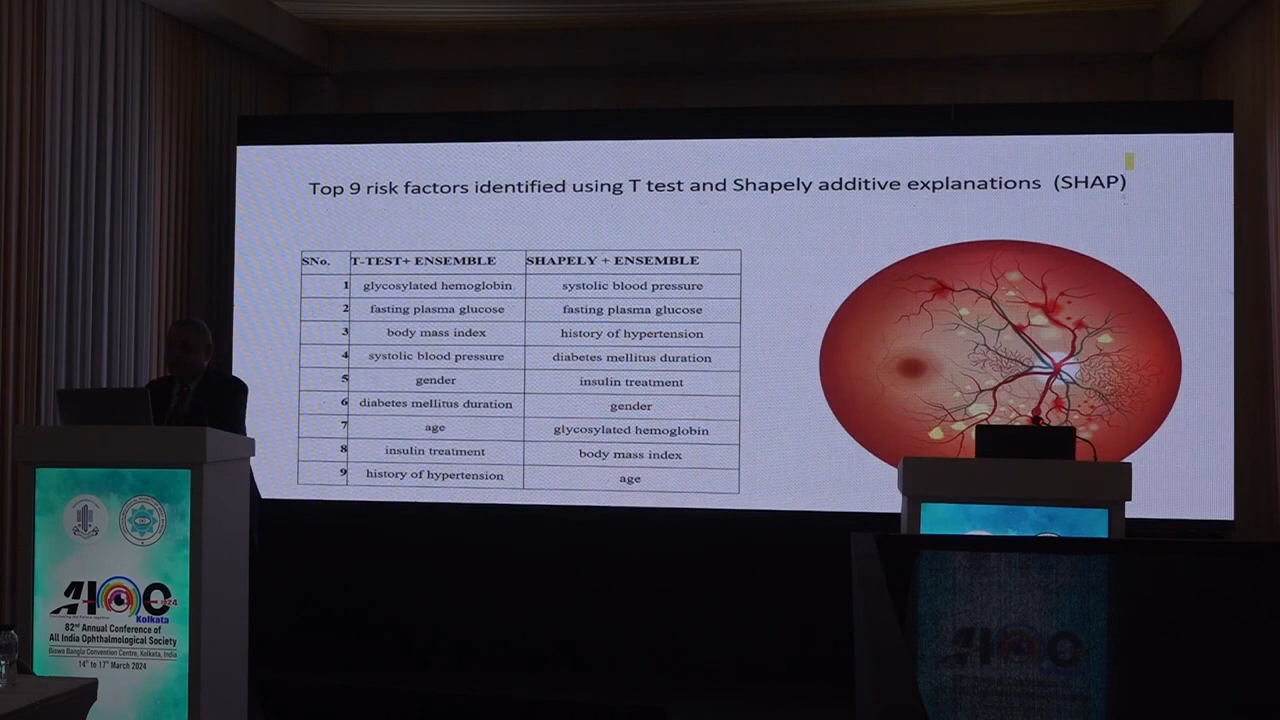 Top 9 risk factors identified using T test and Shapely additive explanations (SHAP)
SNo. T-TEST+ ENSEMBLE SHAPELY + ENSEMBLE
1 glycosylated hemoglobin systolic blood pressure
2 fasting plasma glucose fasting plasma glucose
3 body mass index history of hypertension
4 systolic blood pressure diabetes mellitus duration
5 gender insulin treatment
6 diabetes mellitus duration gender
7 age glycosylated hemoglobin
8 insulin treatment body mass index
9 history of hypertension age
AIOC 2024
Kolkata
82nd Annual Conference of
All India Ophthalmological Society
Biswa Bangla Convention Centre, Kolkata, India
14th to 17th March 2024
AIOC